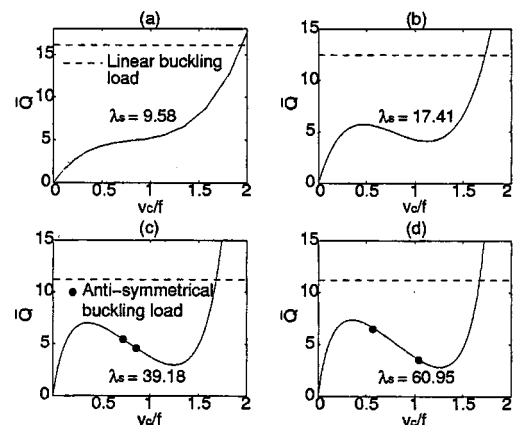 (a)
15
10
5
0
Q̄
Linear buckling
load
λs = 9.58
0 0.5 1 1.5 2
vc/f
(b)
15
10
5
0
Q̄
λs = 17.41
0 0.5 1 1.5 2
vc/f
(c)
15
10
5
0
Q̄
Anti-symmetrical
buckling load
λs = 39.18
0 0.5 1 1.5 2
vc/f
(d)
15
10
5
0
Q̄
λs = 60.95
0 0.5 1 1.5 2
vc/f